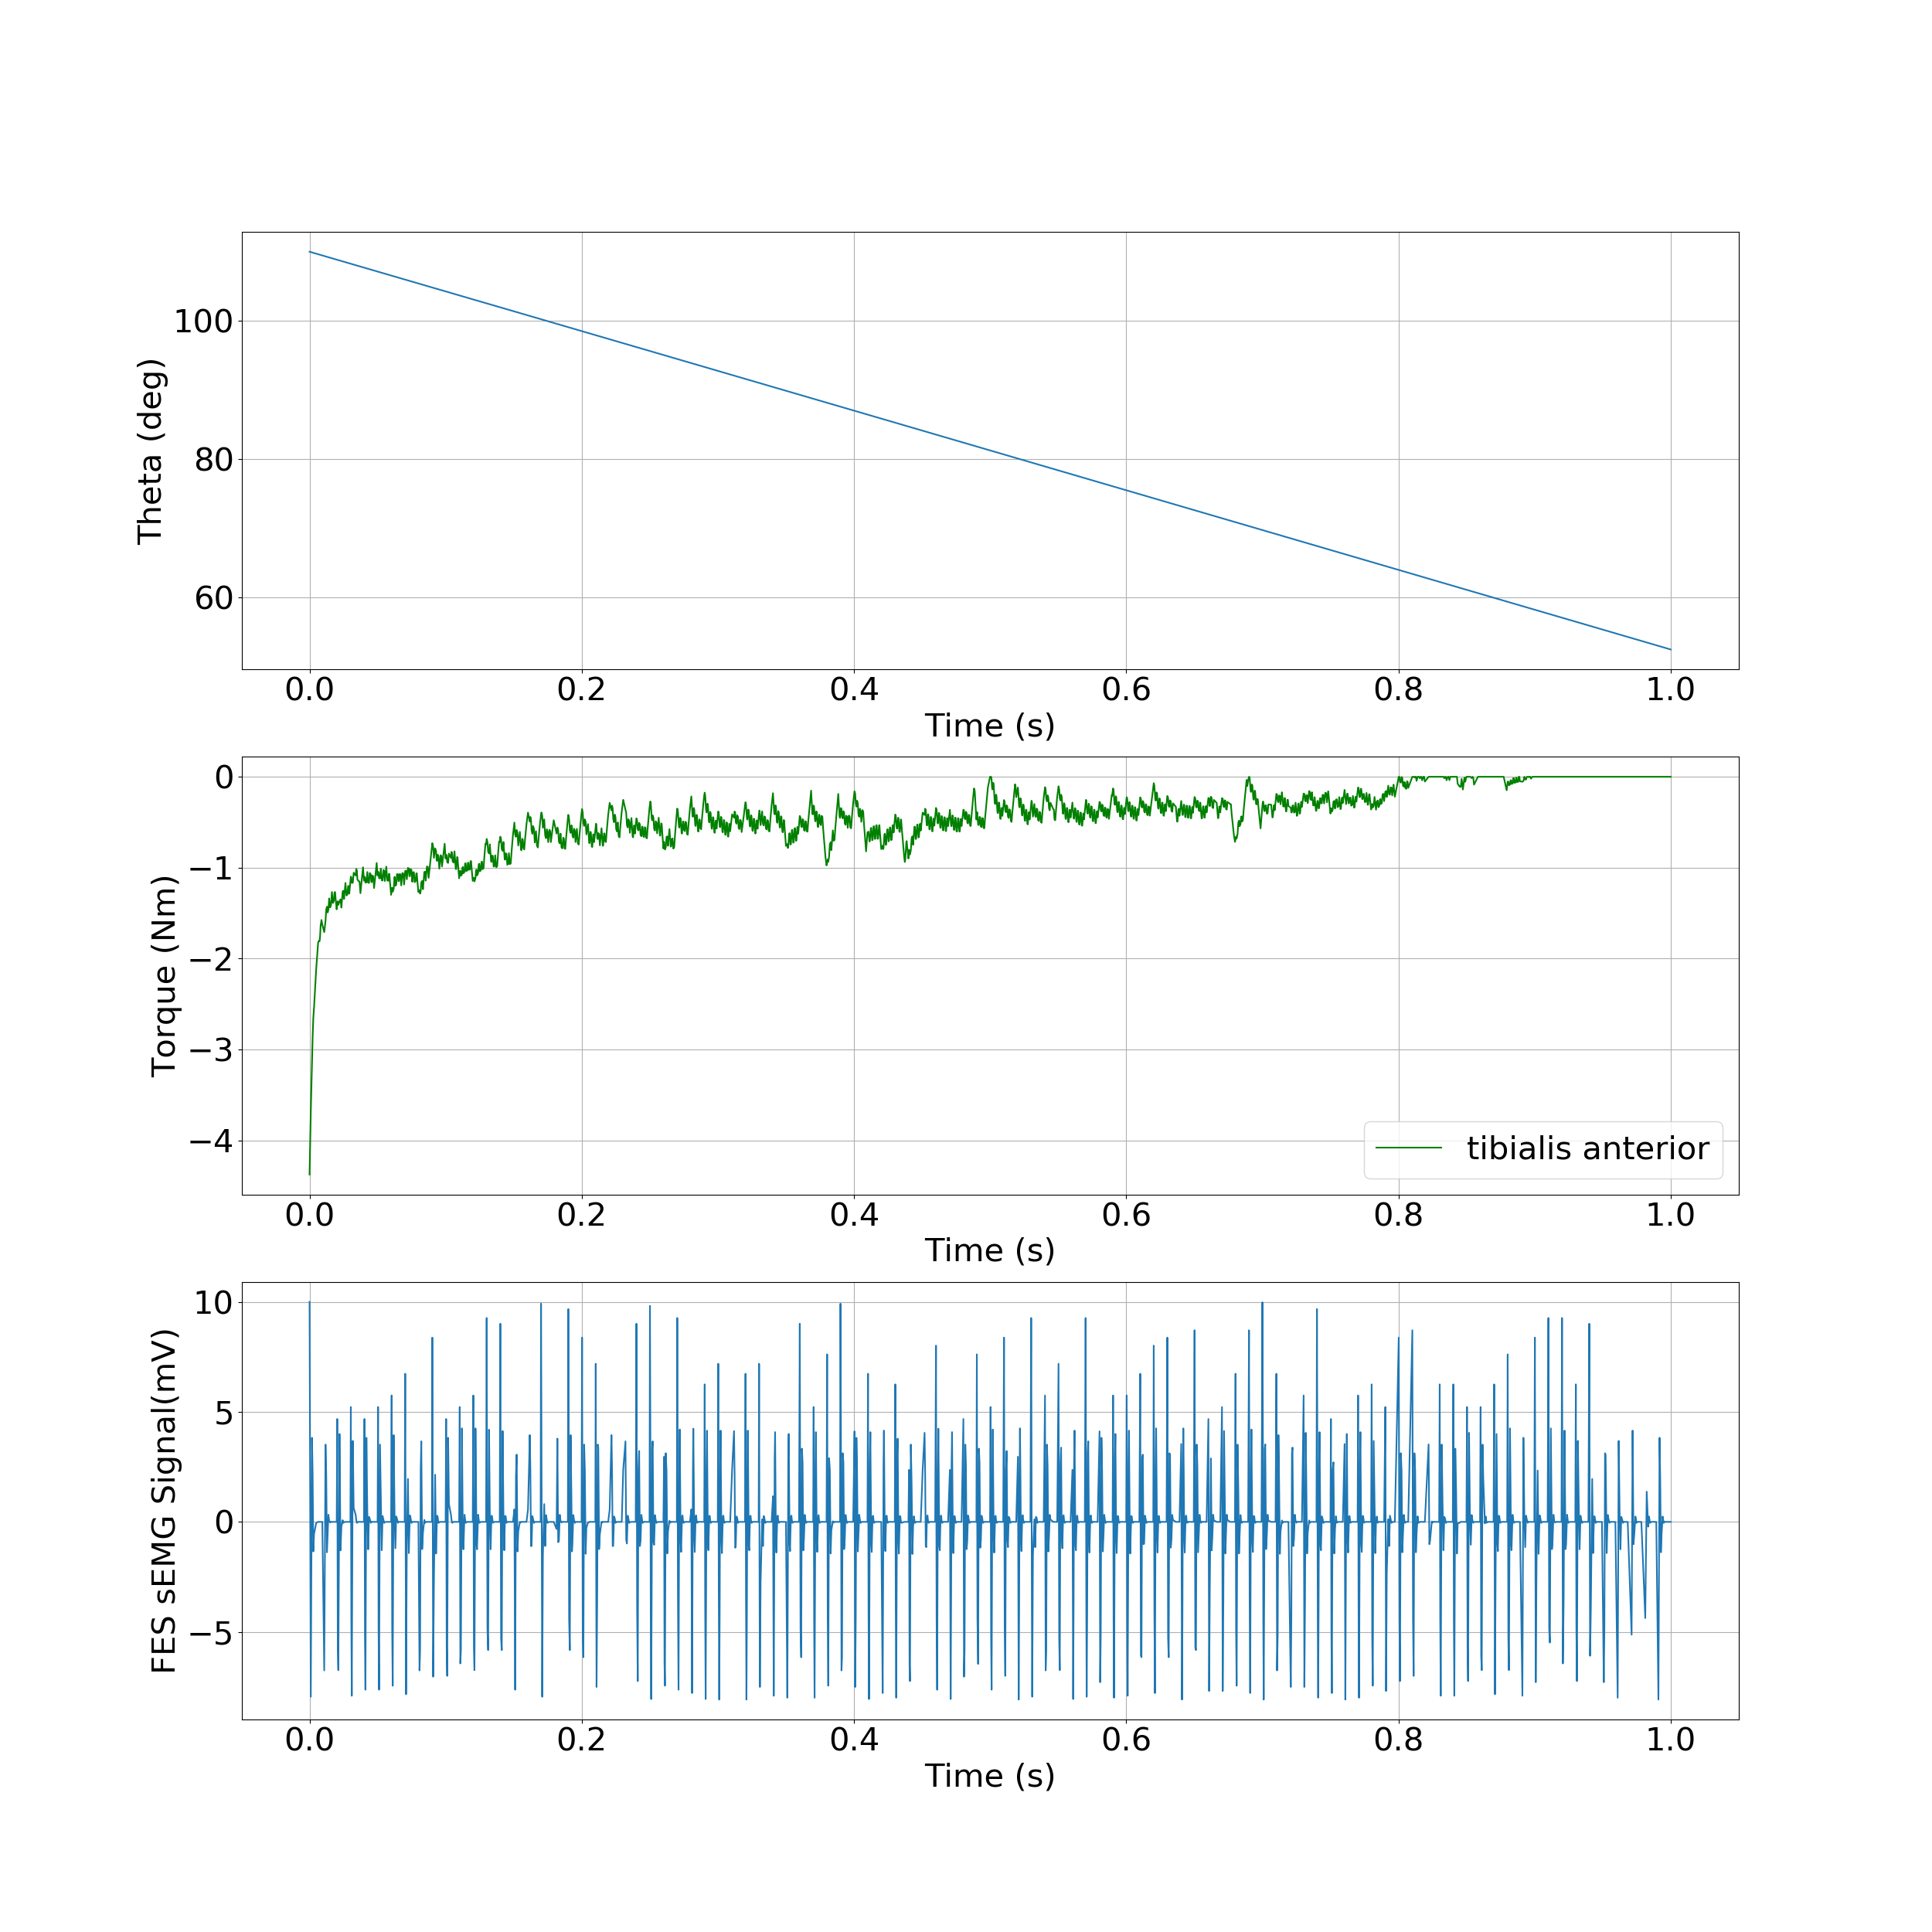 Theta (deg)
100
80
60
0.0 0.2 0.4 0.6 0.8 1.0
Time (s)
Torque (Nm)
0
−1
−2
−3
−4
tibialis anterior
0.0 0.2 0.4 0.6 0.8 1.0
Time (s)
FES sEMG Signal(mV)
10
5
0
−5
0.0 0.2 0.4 0.6 0.8 1.0
Time (s)